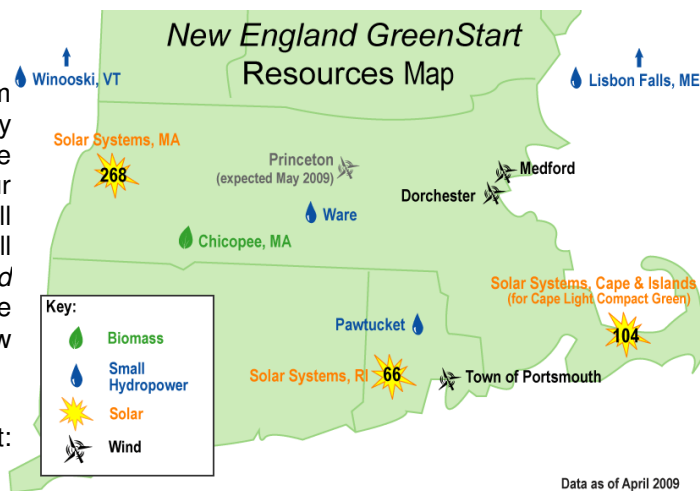 New England GreenStart
Resources Map
Winooski, VT
Lisbon Falls, ME
Solar Systems, MA
268
Princeton
(expected May 2009)
Medford
Dorchester
Ware
Chicopee, MA
Solar Systems, Cape & Islands
(for Cape Light Compact Green)
104
Pawtucket
Solar Systems, RI
66
Town of Portsmouth
Key:
Biomass
Small
Hydropower
Solar
Wind
Data as of April 2009